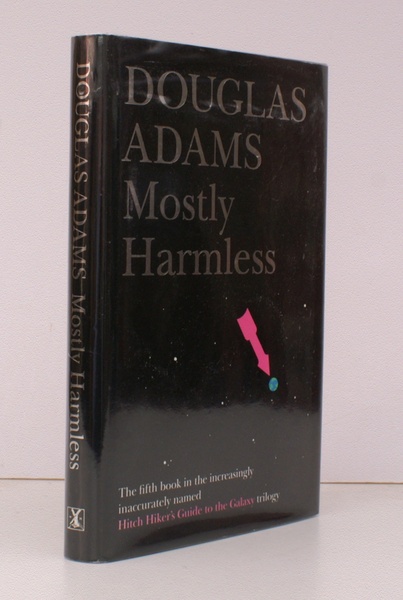 DOUGLAS ADAMS Mostly Harmless
DOUGLAS
ADAMS
Mostly
Harmless
The fifth book in the increasingly
inaccurately named
Hitch Hiker's Guide to the Galaxy trilogy